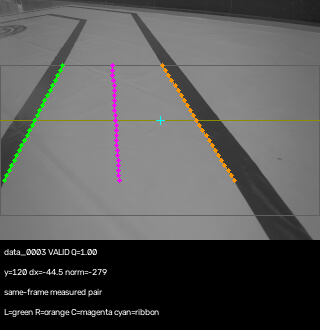 data_0003 VALID Q=1.00
y=120 dx=-44.5 norm=-279
same-frame measured pair
L=green R=orange C=magenta cyan=ribbon